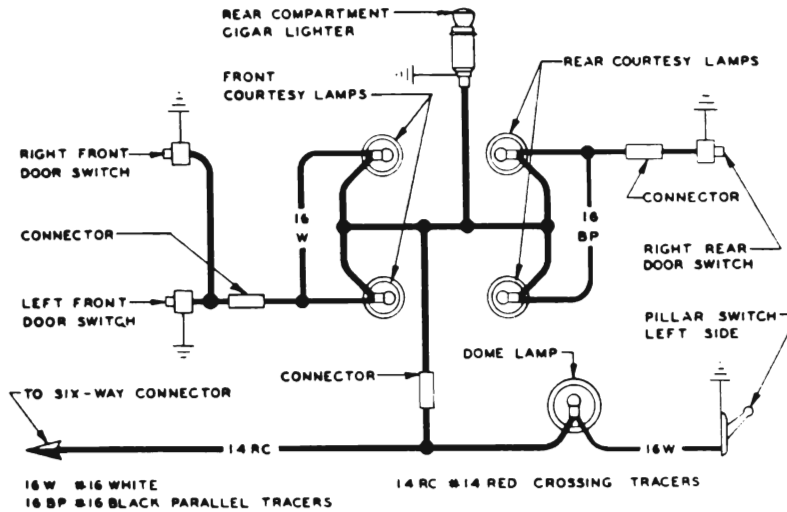 REAR COMPARTMENT
CIGAR LIGHTER
FRONT
COURTESY LAMPS
REAR COURTESY LAMPS
RIGHT FRONT
DOOR SWITCH
CONNECTOR
16
W
16
BP
CONNECTOR
RIGHT REAR
DOOR SWITCH
LEFT FRONT
DOOR SWITCH
PILLAR SWITCH
LEFT SIDE
DOME LAMP
CONNECTOR
TO SIX-WAY CONNECTOR
14 RC
16W
16 W #16 WHITE
16 BP #16 BLACK PARALLEL TRACERS
14 RC #14 RED CROSSING TRACERS